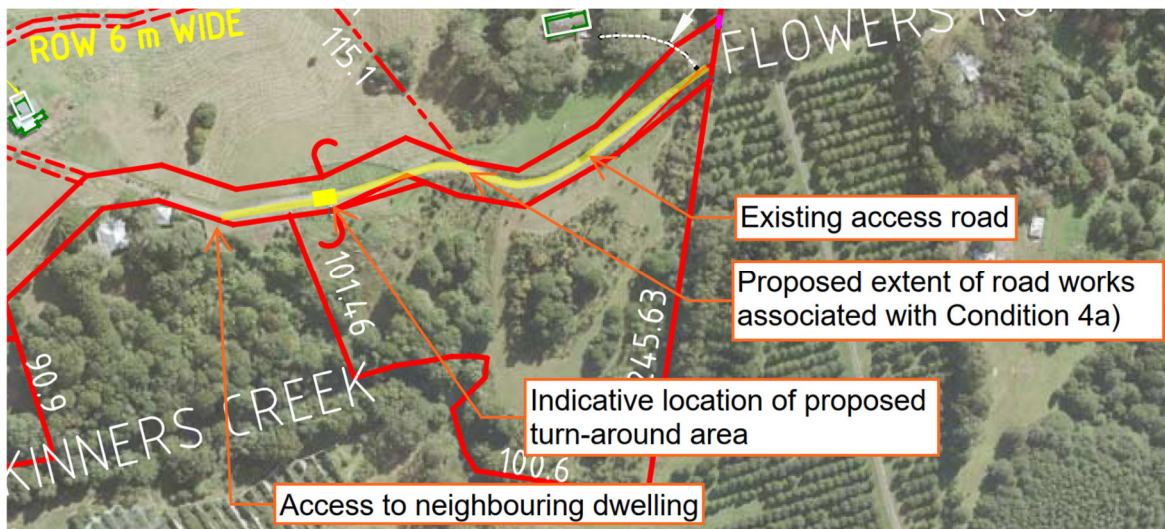 ROW 6 m WIDE
115.1
FLOWERS RO
Existing access road
Proposed extent of road works
associated with Condition 4a)
101.46
245.63
90.9
KINNERS CREEK
Indicative location of proposed
turn-around area
100.6
Access to neighbouring dwelling